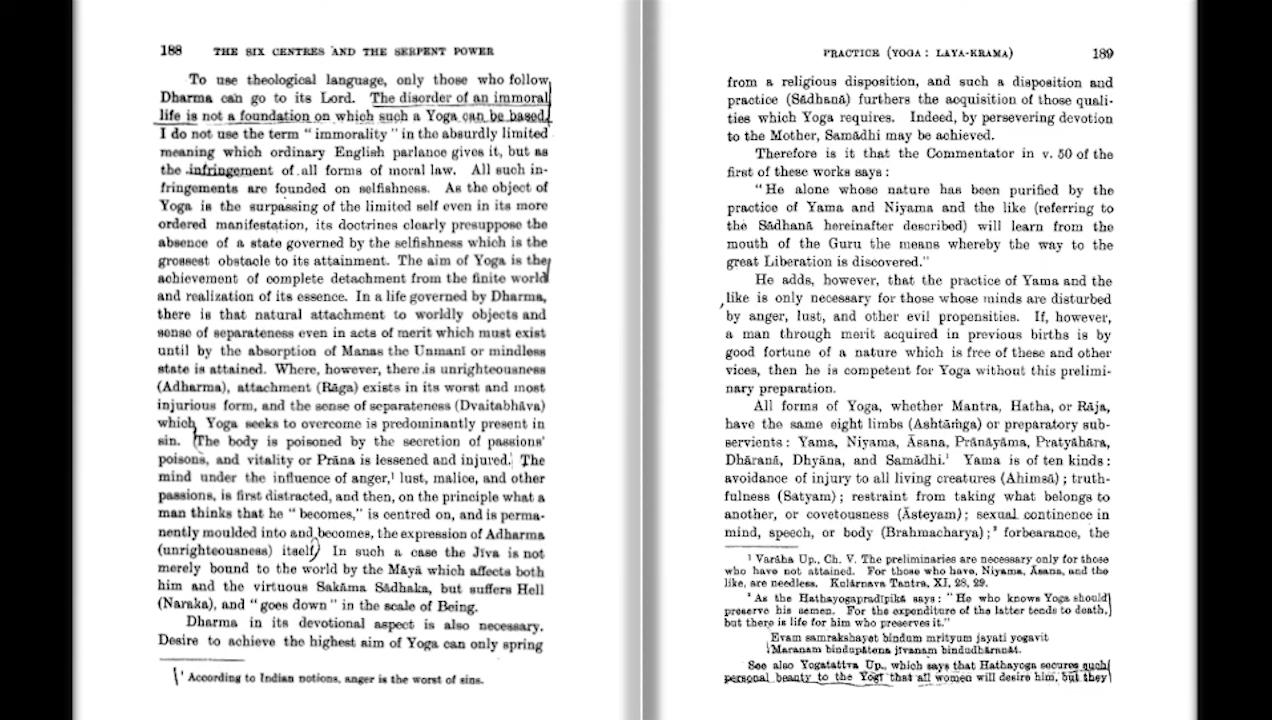 188 THE SIX CENTRES AND THE SERPENT POWER
To use theological language, only those who follow
Dharma can go to its Lord. The disorder of an immoral
life is not a foundation on which such a Yoga can be based.
I do not use the term “immorality” in the absurdly limited
meaning which ordinary English parlance gives it, but as
the infringement of all forms of moral law. All such in-
fringements are founded on selfishness. As the object of
Yoga is the surpassing of the limited self even in its more
ordered manifestation, its doctrines clearly presuppose the
absence of a state governed by the selfishness which is the
grossest obstacle to its attainment. The aim of Yoga is the
achievement of complete detachment from the finite world
and realization of its essence. In a life governed by Dharma,
there is that natural attachment to worldly objects and
sense of separateness even in acts of merit which must exist
until by the absorption of Manas the Unmanī or mindless
state is attained. Where, however, there is unrighteousness
(Adharma), attachment (Rāga) exists in its worst and most
injurious form, and the sense of separateness (Dvaitabhāva)
which Yoga seeks to overcome is predominantly present in
sin. The body is poisoned by the secretion of passions'
poisons, and vitality or Prāna is lessened and injured. The
mind under the influence of anger,¹ lust, malice, and other
passions, is first distracted, and then, on the principle what a
man thinks that he “becomes,” is centred on, and is perma-
nently moulded into and becomes, the expression of Adharma
(unrighteousness) itself. In such a case the Jīva is not
merely bound to the world by the Māyā which affects both
him and the virtuous Sakāma Sādhaka, but suffers Hell
(Naraka), and “goes down” in the scale of Being.
Dharma in its devotional aspect is also necessary.
Desire to achieve the highest aim of Yoga can only spring
¹ According to Indian notions, anger is the worst of sins.
PRACTICE (YOGA: LAYA-KRAMA) 189
from a religious disposition, and such a disposition and
practice (Sādhanā) furthers the acquisition of those quali-
ties which Yoga requires. Indeed, by persevering devotion
to the Mother, Samādhi may be achieved.
Therefore is it that the Commentator in v. 50 of the
first of these works says:
“He alone whose nature has been purified by the
practice of Yama and Niyama and the like (referring to
the Sādhanā hereinafter described) will learn from the
mouth of the Guru the means whereby the way to the
great Liberation is discovered.”
He adds, however, that the practice of Yama and the
like is only necessary for those whose minds are disturbed
by anger, lust, and other evil propensities. If, however,
a man through merit acquired in previous births is by
good fortune of a nature which is free of these and other
vices, then he is competent for Yoga without this prelimi-
nary preparation.
All forms of Yoga, whether Mantra, Hatha, or Rāja,
have the same eight limbs (Ashtāṁga) or preparatory sub-
servients: Yama, Niyama, Āsana, Prānāyāma, Pratyāhāra,
Dhāranā, Dhyāna, and Samādhi.¹ Yama is of ten kinds:
avoidance of injury to all living creatures (Ahimsā); truth-
fulness (Satyam); restraint from taking what belongs to
another, or covetousness (Āsteyam); sexual continence in
mind, speech, or body (Brahmacharya);² forbearance, the
¹ Varāha Up., Ch. V. The preliminaries are necessary only for those
who have not attained. For those who have, Niyama, Āsana, and the
like, are needless. Kolārnava Tantra, XI, 28, 29.
² As the Hathayogapradīpikā says: “He who knows Yoga should
preserve his semen. For the expenditure of the latter tends to death,
but there is life for him who preserves it.”
Evam samrakshayet bindum mrityum jayati yogavit
Maranam bindupātena jīvanam bindudhāranāt.
See also Yogatattva Up., which says that Hathayoga secures such
personal beauty to the Yogī that all women will desire him, but they